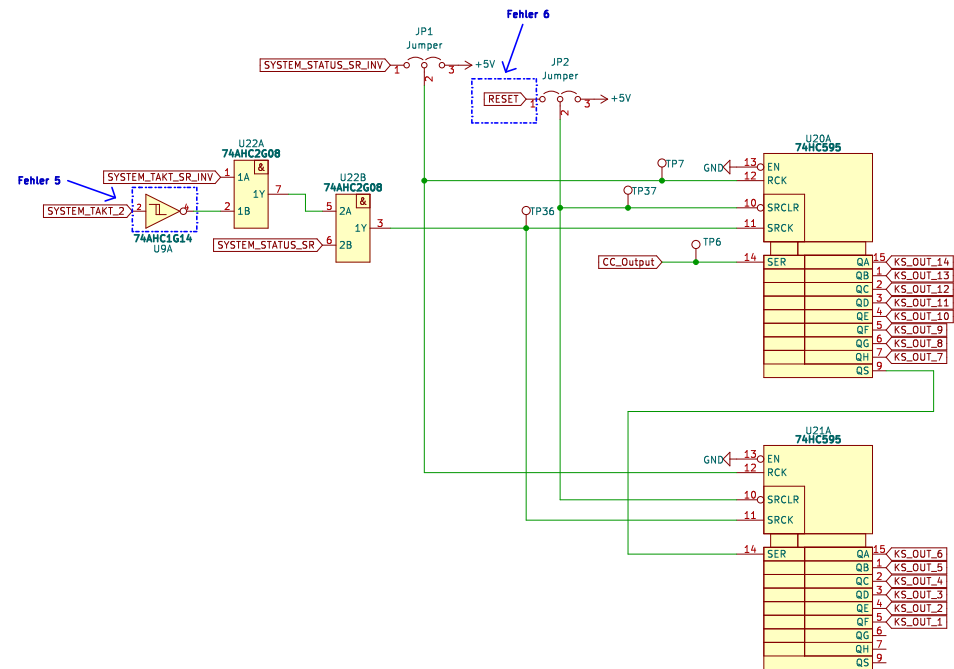 Fehler 6
JP1
Jumper
SYSTEM_STATUS_SR_INV
1
2
3
+5V
JP2
Jumper
RESET
1
2
3
+5V
Fehler 5
U22A
74AHC2G08
SYSTEM_TAKT_SR_INV
1
1A
&
1Y
7
SYSTEM_TAKT_2
2
4
2
1B
74AHC1G14
U9A
U22B
74AHC2G08
5
2A
&
1Y
3
SYSTEM_STATUS_SR
6
2B
TP7
TP37
TP36
TP6
CC_Output
U20A
74HC595
GND
13
EN
12
RCK
10
SRCLR
11
SRCK
14
SER
QA
15
KS_OUT_14
QB
1
KS_OUT_13
QC
2
KS_OUT_12
QD
3
KS_OUT_11
QE
4
KS_OUT_10
QF
5
KS_OUT_9
QG
6
KS_OUT_8
QH
7
KS_OUT_7
QS
9
U21A
74HC595
GND
13
EN
12
RCK
10
SRCLR
11
SRCK
14
SER
QA
15
KS_OUT_6
QB
1
KS_OUT_5
QC
2
KS_OUT_4
QD
3
KS_OUT_3
QE
4
KS_OUT_2
QF
5
KS_OUT_1
QG
6
QH
7
QS
9